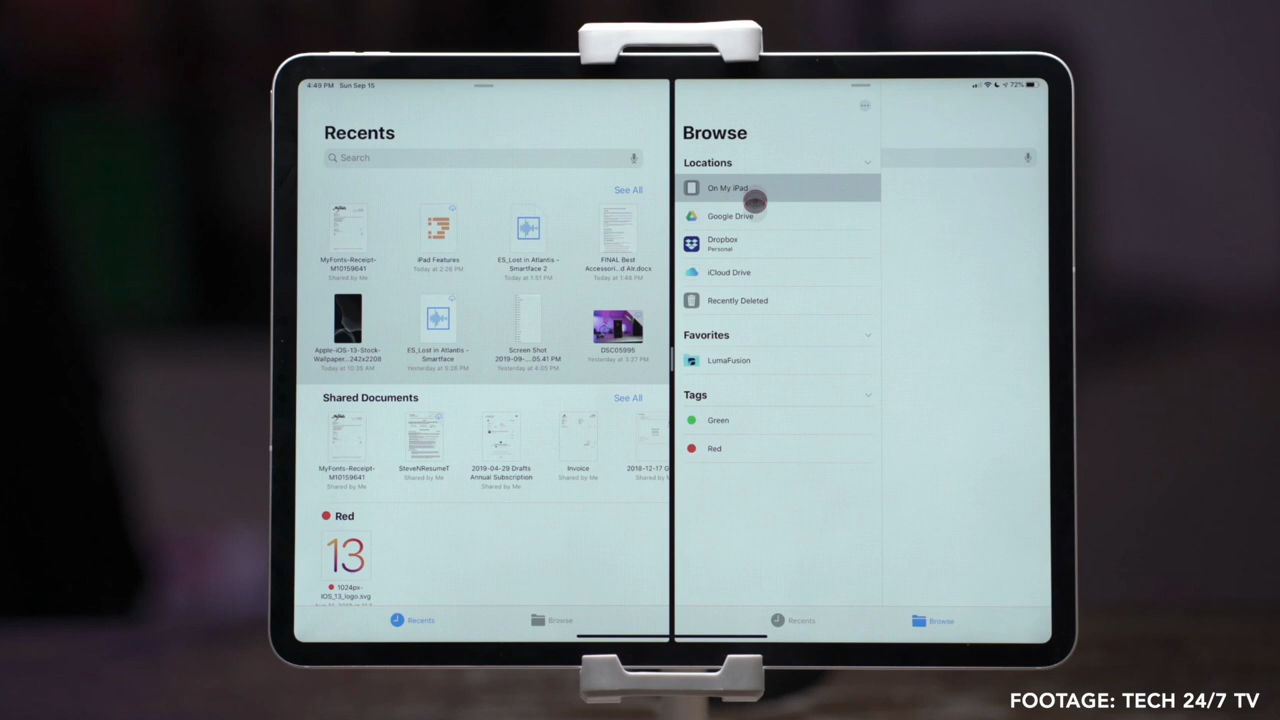 4:49 PM Sun Sep 15
72%
Recents
Search
See All
MyFonts-Receipt-
M10159641
Shared by Me
iPad Features
Today at 2:26 PM
ES_Lost in Atlantis -
Smartface 2
Today at 1:51 PM
FINAL Best
Accessori...d Air.docx
Today at 1:48 PM
Apple-iOS-13-Stock-
Wallpaper...242x2208
Today at 10:35 AM
ES_Lost in Atlantis -
Smartface
Yesterday at 5:26 PM
Screen Shot
2019-09-....05.41 PM
Yesterday at 4:05 PM
DSC05995
Yesterday at 3:37 PM
Shared Documents
See All
MyFonts-Receipt-
M10159641
Shared by Me
SteveNResumeT
Shared by Me
2019-04-29 Drafts
Annual Subscription
Shared by Me
Invoice
Shared by Me
2018-12-17 G
Shared by M
Red
13
1024px-
iOS_13_logo.svg
Recents
Browse
Browse
Locations
On My iPad
Google Drive
Dropbox
Personal
iCloud Drive
Recently Deleted
Favorites
LumaFusion
Tags
Green
Red
Recents
Browse
FOOTAGE: TECH 24/7 TV